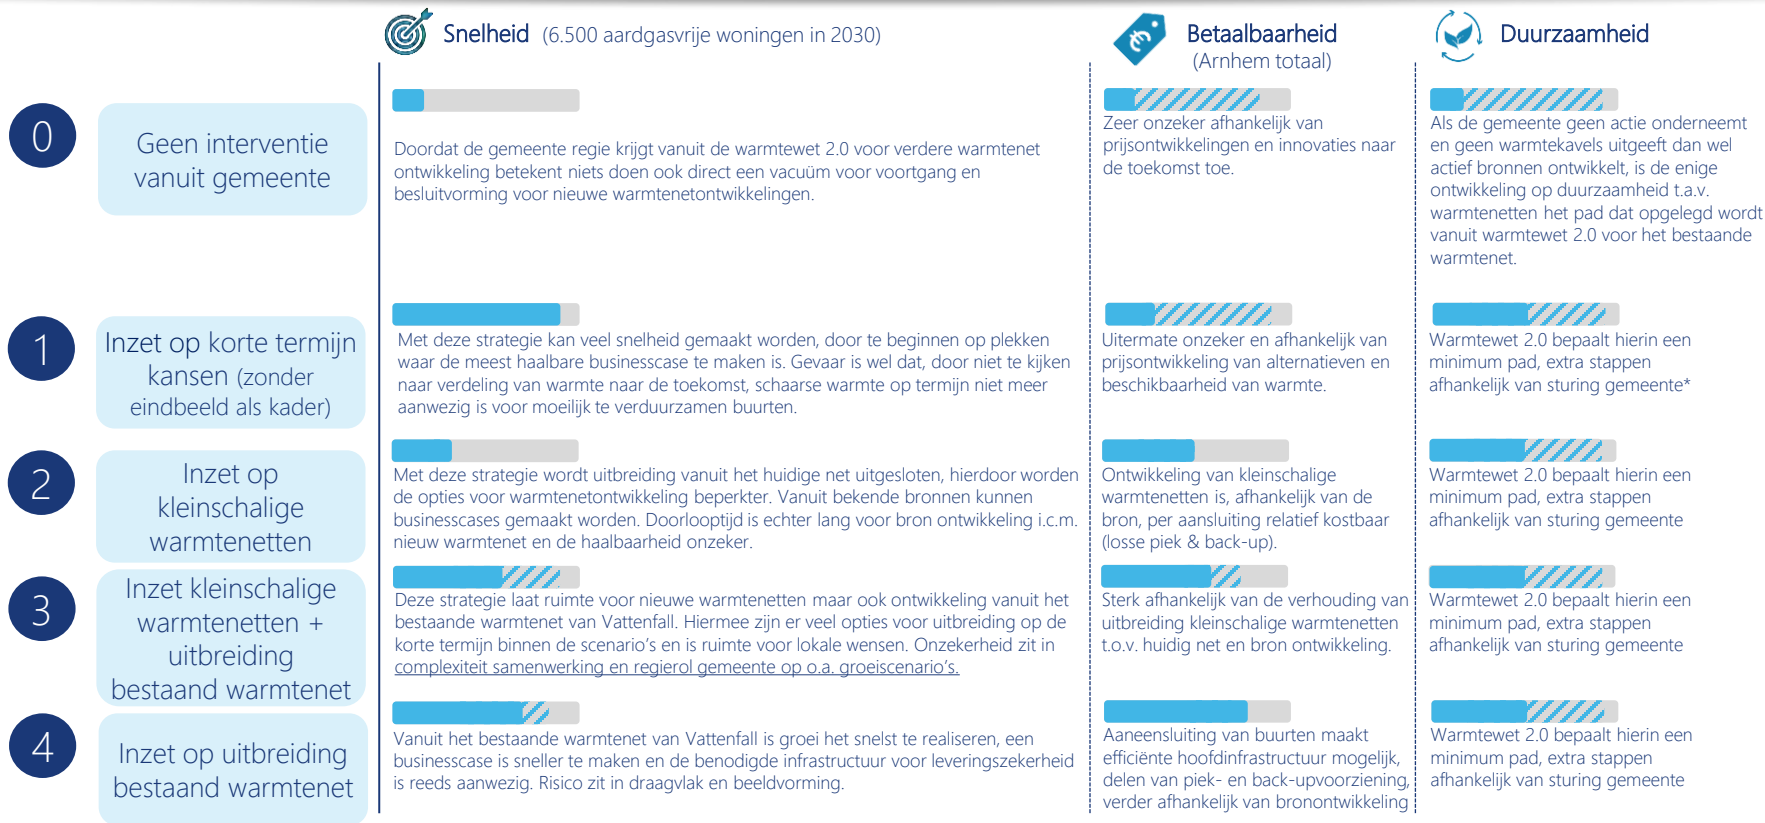 Snelheid (6.500 aardgasvrije woningen in 2030)
Betaalbaarheid
(Arnhem totaal)
Duurzaamheid
0
Geen interventie
vanuit gemeente
Doordat de gemeente regie krijgt vanuit de warmtewet 2.0 voor verdere warmtenet
ontwikkeling betekent niets doen ook direct een vacuüm voor voortgang en
besluitvorming voor nieuwe warmtenetontwikkelingen.
Zeer onzeker afhankelijk van
prijsontwikkelingen en innovaties naar
de toekomst toe.
Als de gemeente geen actie onderneemt
en geen warmtekavels uitgeeft dan wel
actief bronnen ontwikkelt, is de enige
ontwikkeling op duurzaamheid t.a.v.
warmtenetten het pad dat opgelegd wordt
vanuit warmtewet 2.0 voor het bestaande
warmtenet.
1
Inzet op korte termijn
kansen (zonder
eindbeeld als kader)
Met deze strategie kan veel snelheid gemaakt worden, door te beginnen op plekken
waar de meest haalbare businesscase te maken is. Gevaar is wel dat, door niet te kijken
naar verdeling van warmte naar de toekomst, schaarse warmte op termijn niet meer
aanwezig is voor moeilijk te verduurzamen buurten.
Uitermate onzeker en afhankelijk van
prijsontwikkeling van alternatieven en
beschikbaarheid van warmte.
Warmtewet 2.0 bepaalt hierin een
minimum pad, extra stappen
afhankelijk van sturing gemeente*
2
Inzet op
kleinschalige
warmtenetten
Met deze strategie wordt uitbreiding vanuit het huidige net uitgesloten, hierdoor worden
de opties voor warmtenetontwikkeling beperkter. Vanuit bekende bronnen kunnen
businesscases gemaakt worden. Doorlooptijd is echter lang voor bron ontwikkeling i.c.m.
nieuw warmtenet en de haalbaarheid onzeker.
Ontwikkeling van kleinschalige
warmtenetten is, afhankelijk van de
bron, per aansluiting relatief kostbaar
(losse piek & back-up).
Warmtewet 2.0 bepaalt hierin een
minimum pad, extra stappen
afhankelijk van sturing gemeente
3
Inzet kleinschalige
warmtenetten +
uitbreiding
bestaand warmtenet
Deze strategie laat ruimte voor nieuwe warmtenetten maar ook ontwikkeling vanuit het
bestaande warmtenet van Vattenfall. Hiermee zijn er veel opties voor uitbreiding op de
korte termijn binnen de scenario's en is ruimte voor lokale wensen. Onzekerheid zit in
complexiteit samenwerking en regierol gemeente op o.a. groeiscenario's.
Sterk afhankelijk van de verhouding van
uitbreiding kleinschalige warmtenetten
t.o.v. huidig net en bron ontwikkeling.
Warmtewet 2.0 bepaalt hierin een
minimum pad, extra stappen
afhankelijk van sturing gemeente
4
Inzet op uitbreiding
bestaand warmtenet
Vanuit het bestaande warmtenet van Vattenfall is groei het snelst te realiseren, een
businesscase is sneller te maken en de benodigde infrastructuur voor leveringszekerheid
is reeds aanwezig. Risico zit in draagvlak en beeldvorming.
Aaneensluiting van buurten maakt
efficiënte hoofdinfrastructuur mogelijk,
delen van piek- en back-upvoorziening,
verder afhankelijk van bronontwikkeling
Warmtewet 2.0 bepaalt hierin een
minimum pad, extra stappen
afhankelijk van sturing gemeente